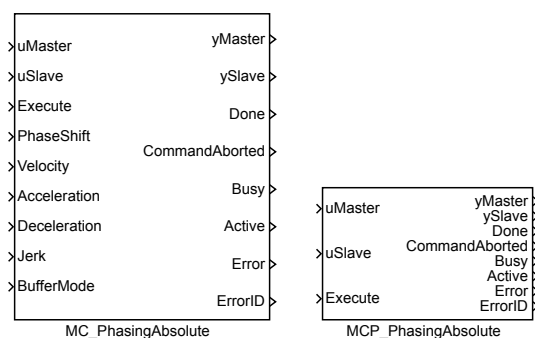 uMaster
uSlave
Execute
PhaseShift
Velocity
Acceleration
Deceleration
Jerk
BufferMode
yMaster
ySlave
Done
CommandAborted
Busy
Active
Error
ErrorID
MC_PhasingAbsolute
uMaster
uSlave
Execute
yMaster
ySlave
Done
CommandAborted
Busy
Active
Error
ErrorID
MCP_PhasingAbsolute